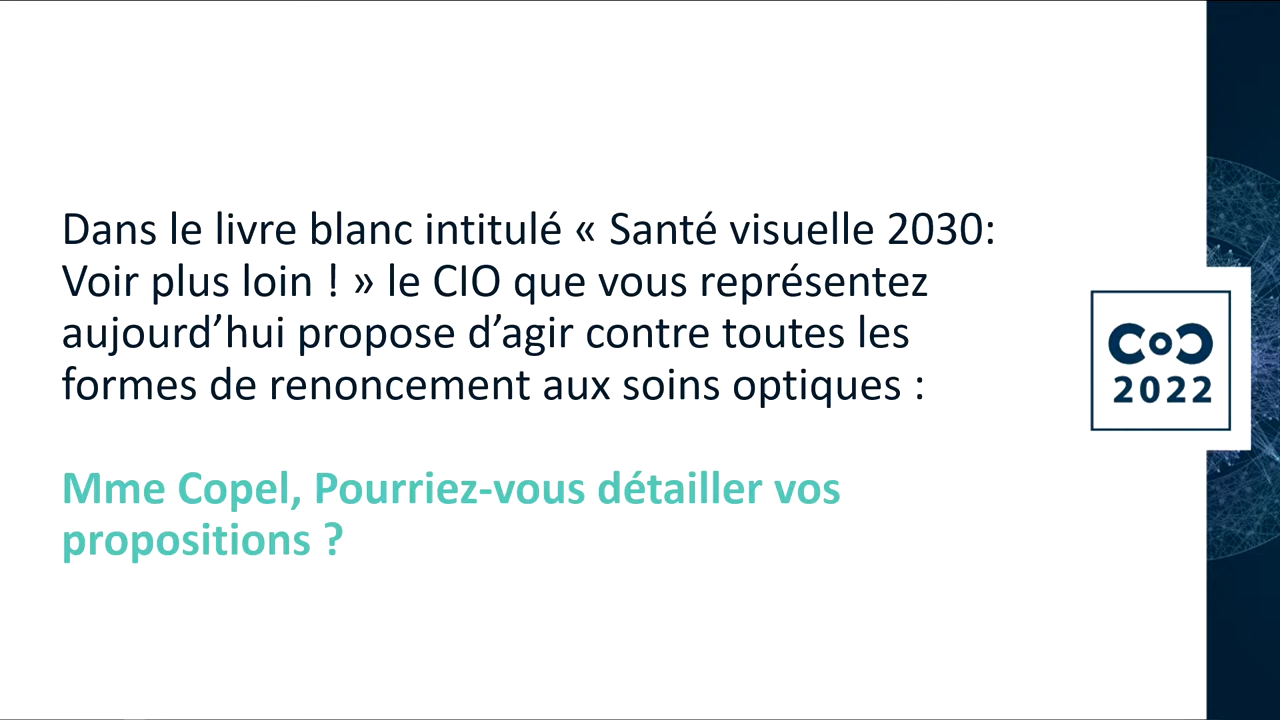 Dans le livre blanc intitulé « Santé visuelle 2030:
Voir plus loin ! » le CIO que vous représentez
aujourd’hui propose d’agir contre toutes les
formes de renoncement aux soins optiques :
Mme Copel, Pourriez-vous détailler vos
propositions ?
COC
2022